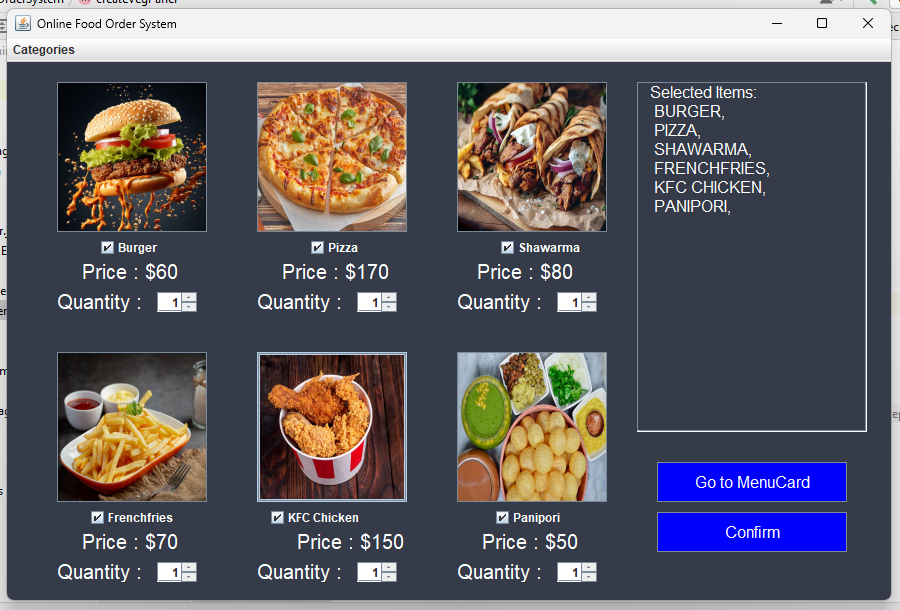 Online Food Order System
Categories
Burger
Price : $60
Quantity : 1
Pizza
Price : $170
Quantity : 1
Shawarma
Price : $80
Quantity : 1
Frenchfries
Price : $70
Quantity : 1
KFC Chicken
Price : $150
Quantity : 1
Panipori
Price : $50
Quantity : 1
Selected Items:
BURGER,
PIZZA,
SHAWARMA,
FRENCHFRIES,
KFC CHICKEN,
PANIPORI,
Go to MenuCard
Confirm